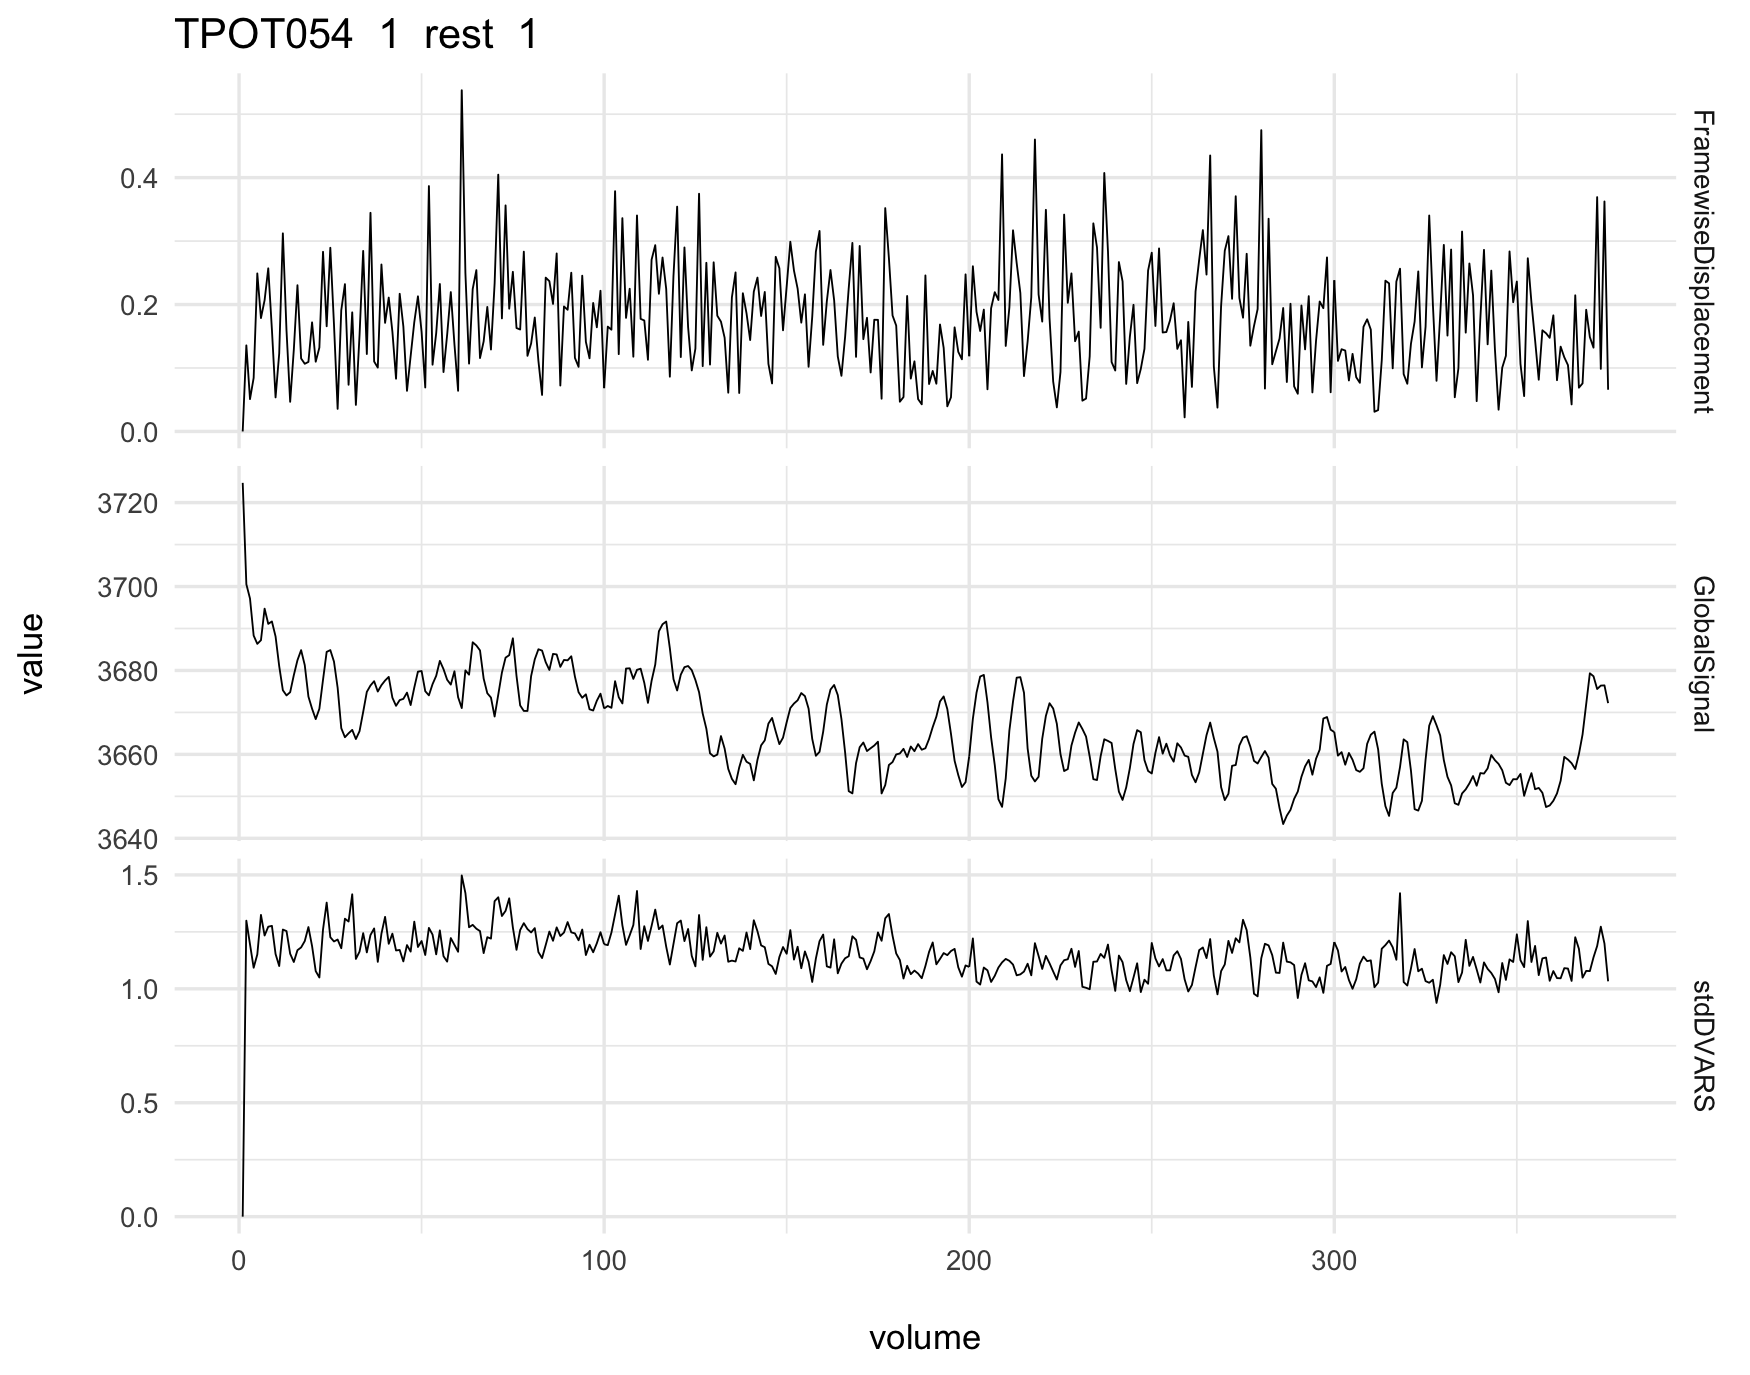 TPOT054 1 rest 1
0.4
0.2
0.0
FramewiseDisplacement
3720
3700
3680
3660
3640
GlobalSignal
1.5
1.0
0.5
0.0
stdDVARS
value
0 100 200 300
volume